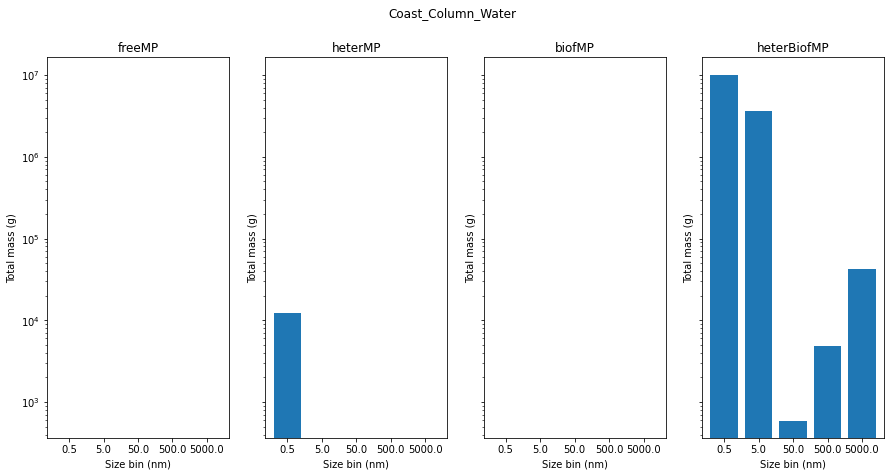 Coast_Column_Water
freeMP
heterMP
biofMP
heterBiofMP
10^7
10^6
10^5
10^4
10^3
Total mass (g)
Total mass (g)
Total mass (g)
Total mass (g)
0.5 5.0 50.0 500.0 5000.0
0.5 5.0 50.0 500.0 5000.0
0.5 5.0 50.0 500.0 5000.0
0.5 5.0 50.0 500.0 5000.0
Size bin (nm)
Size bin (nm)
Size bin (nm)
Size bin (nm)